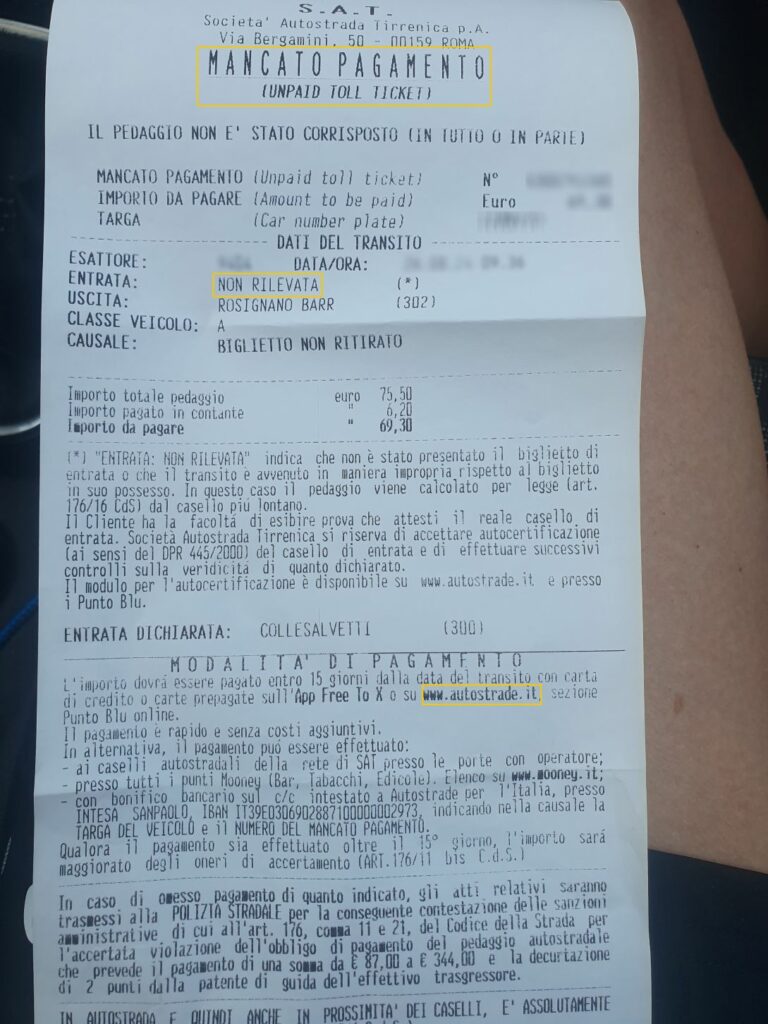 S.A.T.
Societa' Autostrada Tirrenica p.A.
Via Bergamini, 50 - 00159 ROMA
MANCATO PAGAMENTO
(UNPAID TOLL TICKET)
IL PEDAGGIO NON E' STATO CORRISPOSTO (IN TUTTO O IN PARTE)
MANCATO PAGAMENTO (Unpaid toll ticket) N°
IMPORTO DA PAGARE (Amount to be paid) Euro
TARGA (Car number plate)
DATI DEL TRANSITO
ESATTORE: DATA/ORA:
ENTRATA: NON RILEVATA (*)
USCITA: ROSIGNANO BARR (302)
CLASSE VEICOLO: A
CAUSALE: BIGLIETTO NON RITIRATO
Importo totale pedaggio euro 75,50
Importo pagato in contante " 6,20
Importo da pagare " 69,30
(*) "ENTRATA: NON RILEVATA" indica che non è stato presentato il biglietto di
entrata o che il transito è avvenuto in maniera impropria rispetto al biglietto
in suo possesso. In questo caso il pedaggio viene calcolato per legge (art.
176/16 CdS) dal casello più lontano.
Il Cliente ha la facoltà di esibire prova che attesti il reale casello di
entrata. Società Autostrada Tirrenica si riserva di accettare autocertificazione
(ai sensi del DPR 445/2000) del casello di entrata e di effettuare successivi
controlli sulla veridicità di quanto dichiarato.
Il modulo per l'autocertificazione è disponibile su www.autostrade.it e presso
i Punto Blu.
ENTRATA DICHIARATA: COLLESALVETTI (300)
MODALITA' DI PAGAMENTO
L'importo dovrà essere pagato entro 15 giorni dalla data del transito con carta
di credito o carte prepagate sull'App Free To X o su www.autostrade.it, sezione
Punto Blu online.
Il pagamento è rapido e senza costi aggiuntivi.
In alternativa, il pagamento può essere effettuato:
- ai caselli autostradali della rete di SAT presso le porte con operatore;
- presso tutti i punti Mooney (Bar, Tabacchi, Edicole). Elenco su www.mooney.it;
- con bonifico bancario sul c/c intestato a Autostrade per l'Italia, presso
INTESA SANPAOLO, IBAN IT39E0306902887100000002973, indicando nella causale la
TARGA DEL VEICOLO e il NUMERO DEL MANCATO PAGAMENTO.
Qualora il pagamento sia effettuato oltre il 15° giorno, l'importo sarà
maggiorato degli oneri di accertamento (ART.176/11 bis C.d.S.)
In caso di omesso pagamento di quanto indicato, gli atti relativi saranno
trasmessi alla POLIZIA STRADALE per la conseguente contestazione delle sanzioni
amministrative di cui all'art. 176, comma 11 e 21, del Codice della Strada per
l'accertata violazione dell'obbligo di pagamento del pedaggio autostradale
che prevede il pagamento di una somma da € 87,00 a € 344,00 e la decurtazione
di 2 punti dalla patente di guida dell'effettivo trasgressore.
IN AUTOSTRADA E QUINDI ANCHE IN PROSSIMITA' DEI CASELLI, E' ASSOLUTAMENTE